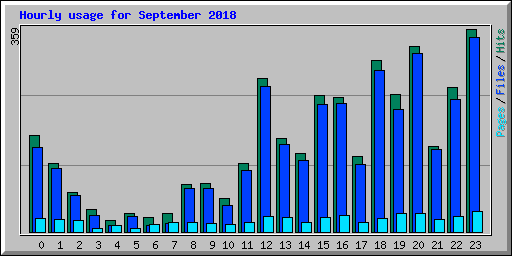 Hourly usage for September 2018
359
Pages / Files / Hits
0 1 2 3 4 5 6 7 8 9 10 11 12 13 14 15 16 17 18 19 20 21 22 23